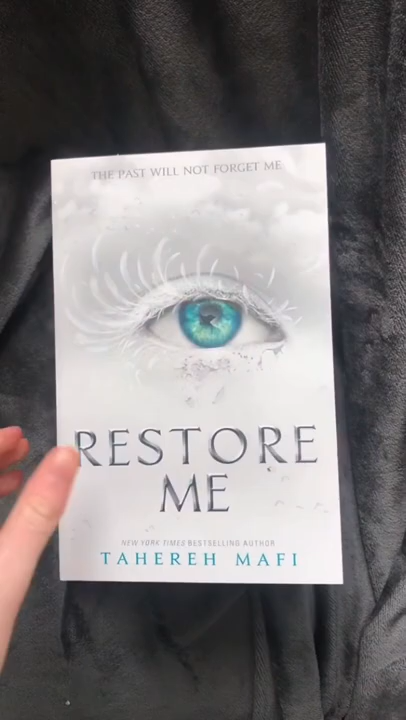 THE PAST WILL NOT FORGET ME
RESTORE
ME
NEW YORK TIMES BESTSELLING AUTHOR
TAHEREH MAFI